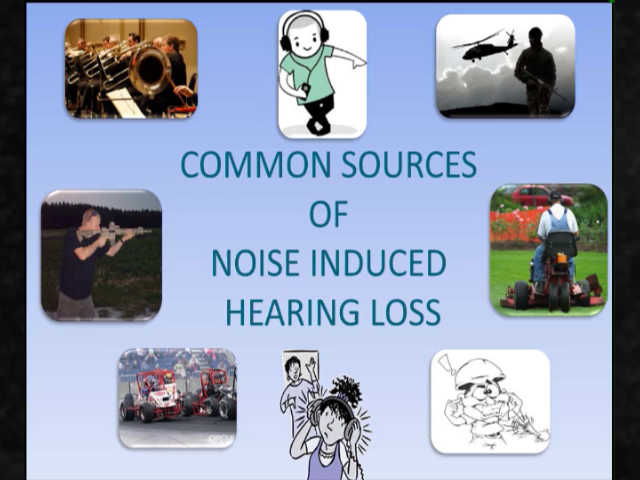 COMMON SOURCES
OF
NOISE INDUCED
HEARING LOSS